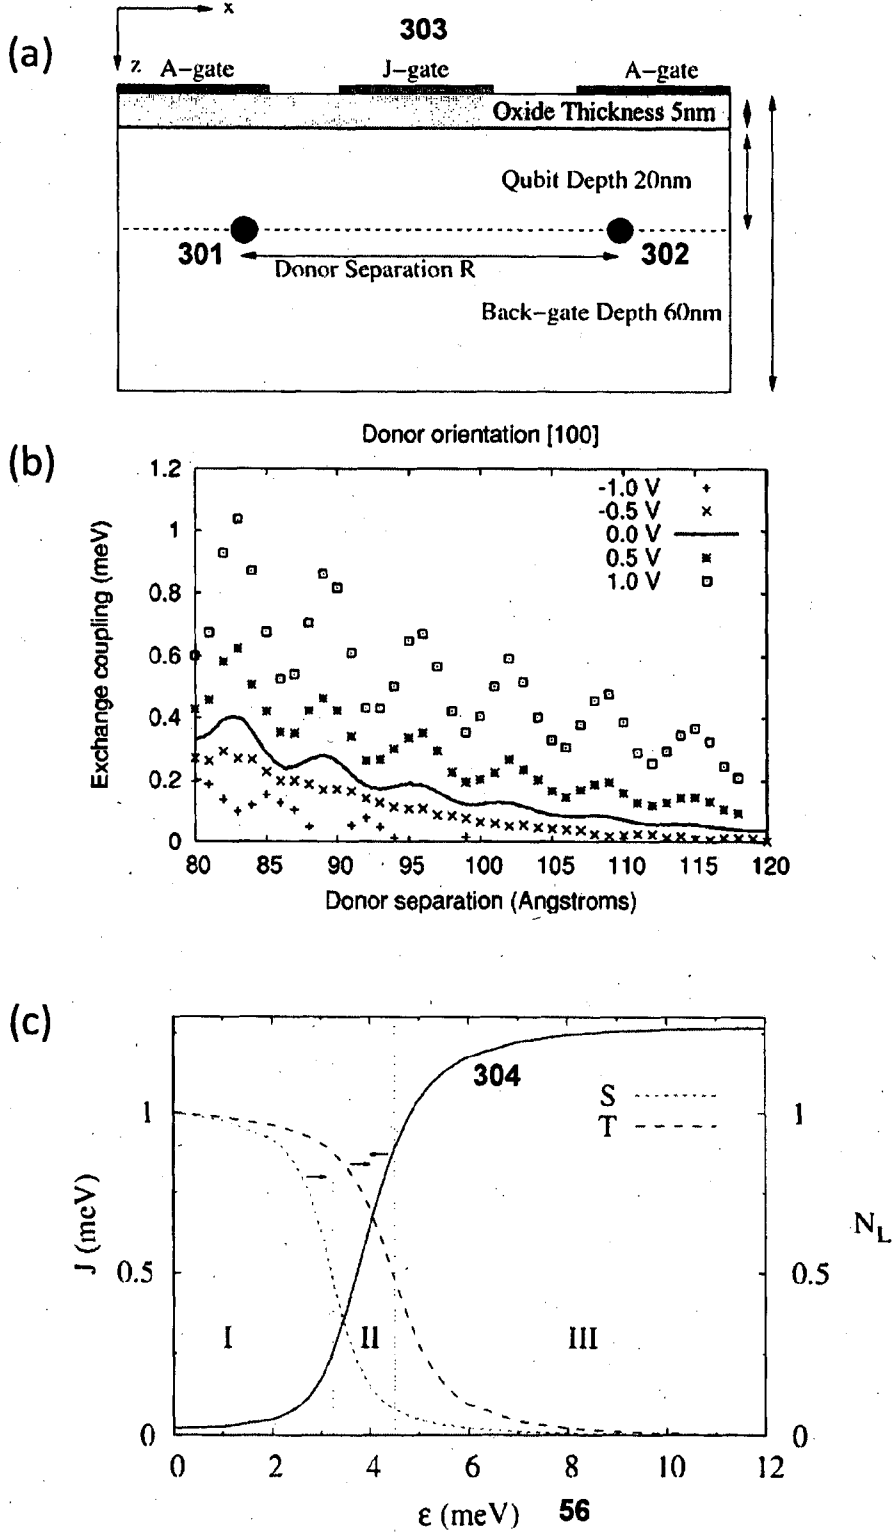 x
303
(a)
z
A-gate
J-gate
A-gate
Oxide Thickness 5nm
Qubit Depth 20nm
301
302
Donor Separation R
Back-gate Depth 60nm
Donor orientation [100]
(b)
1.2
1
0.8
0.6
0.4
0.2
0
Exchange coupling (meV)
-1.0 V
-0.5 V
0.0 V
0.5 V
1.0 V
80
85
90
95
100
105
110
115
120
Donor separation (Angstroms)
(c)
304
S
T
1
0.5
0
J (meV)
1
0.5
0
N_L
I
II
III
0
2
4
6
8
10
12
ε (meV)
56